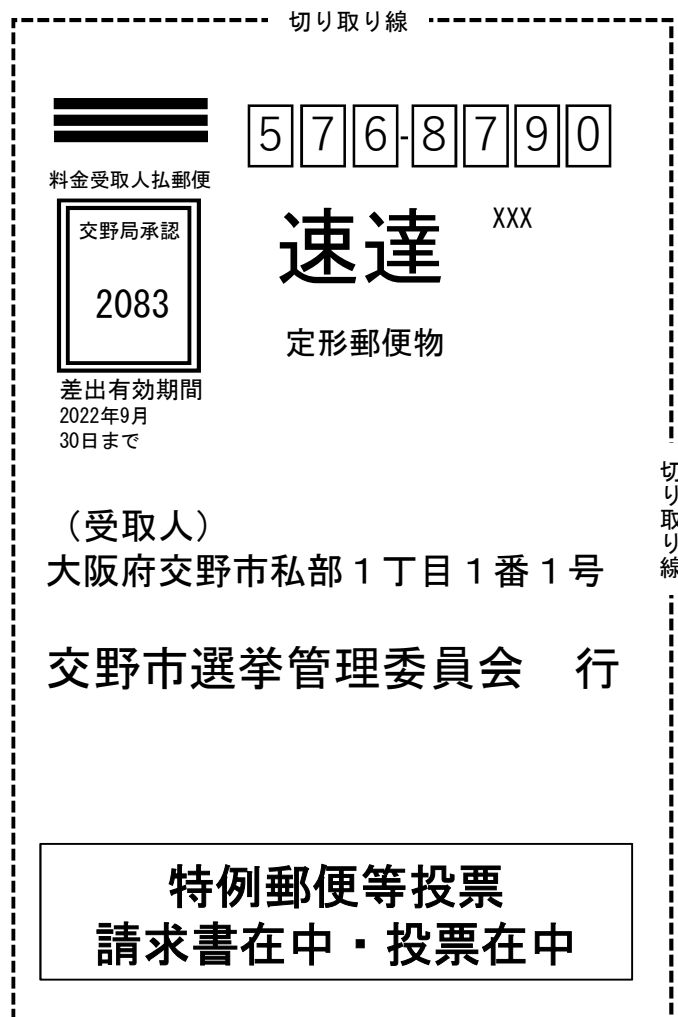 切り取り線
576-8790
料金受取人払郵便
交野局承認
2083
速達
XXX
定形郵便物
差出有効期間
2022年9月
30日まで
切り取り線
（受取人）
大阪府交野市私部１丁目１番１号
交野市選挙管理委員会　行
特例郵便等投票
請求書在中・投票在中